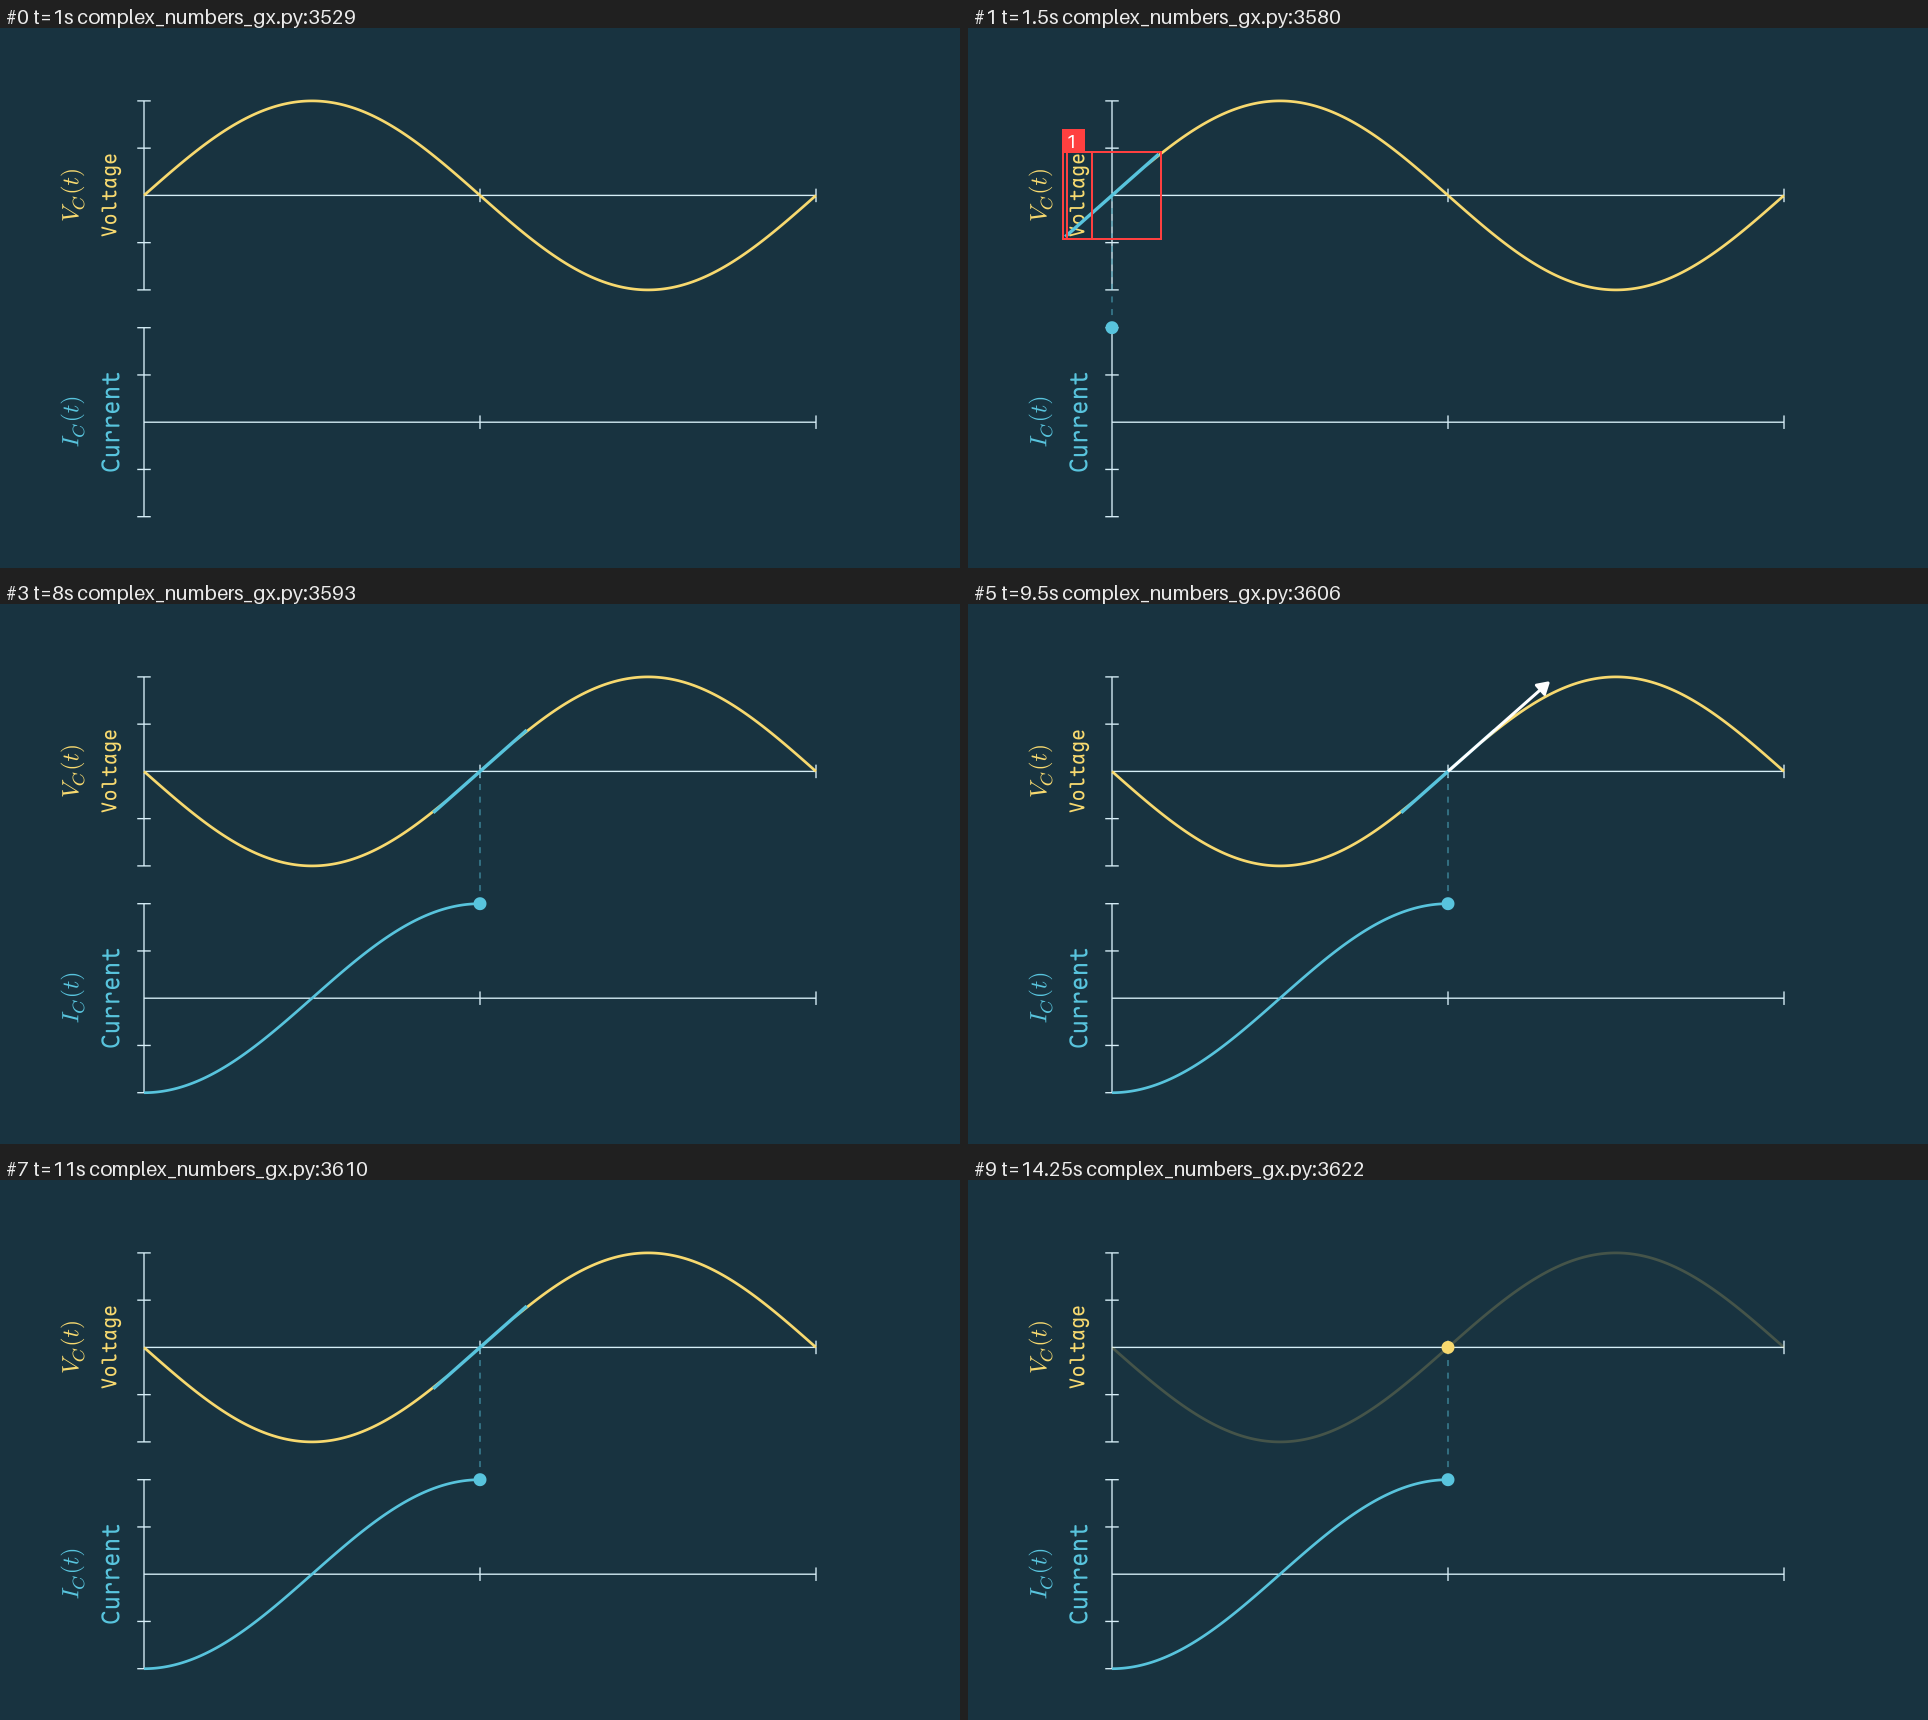 #0 t=1s complex_numbers_gx.py:3529
V_C(t)
Voltage
I_C(t)
Current
#1 t=1.5s complex_numbers_gx.py:3580
1
V_C(t)
Voltage
I_C(t)
Current
#3 t=8s complex_numbers_gx.py:3593
V_C(t)
Voltage
I_C(t)
Current
#5 t=9.5s complex_numbers_gx.py:3606
V_C(t)
Voltage
I_C(t)
Current
#7 t=11s complex_numbers_gx.py:3610
V_C(t)
Voltage
I_C(t)
Current
#9 t=14.25s complex_numbers_gx.py:3622
V_C(t)
Voltage
I_C(t)
Current